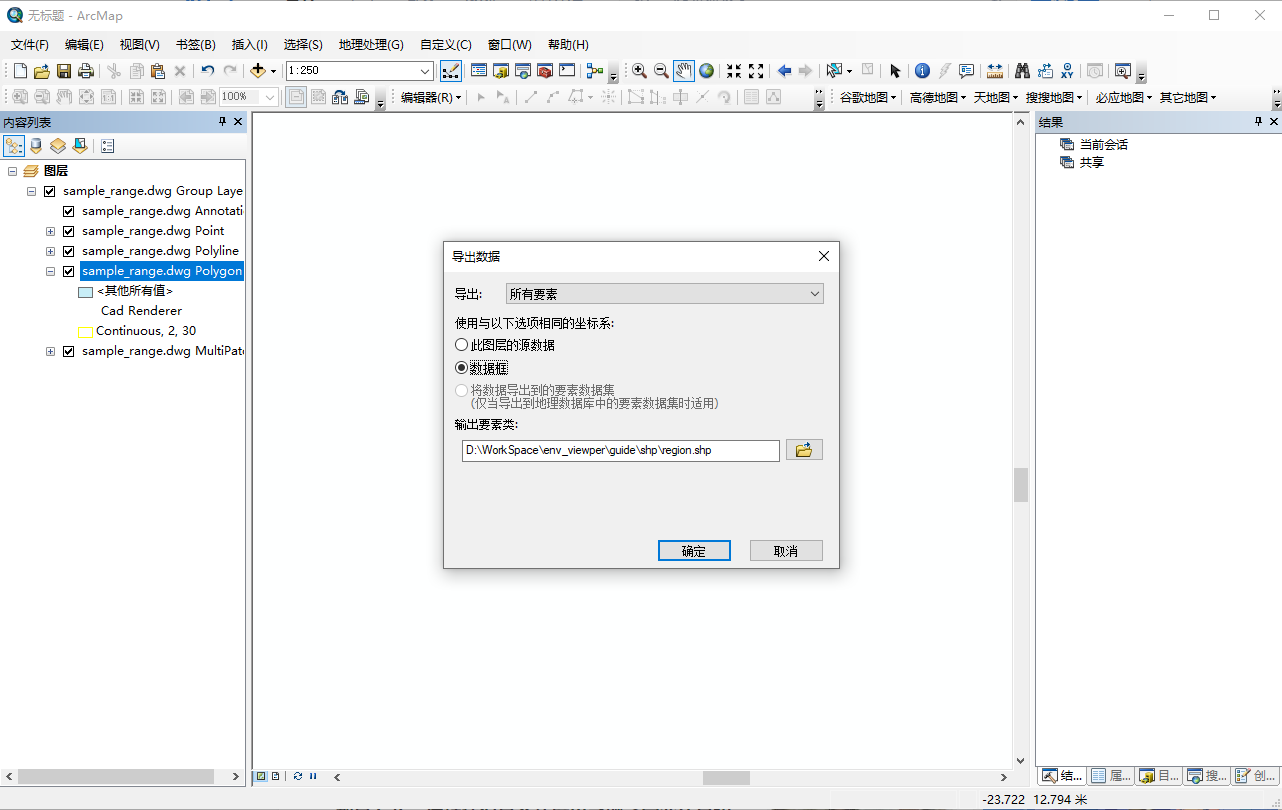 无标题 - ArcMap
文件(F) 编辑(E) 视图(V) 书签(B) 插入(I) 选择(S) 地理处理(G) 自定义(C) 窗口(W) 帮助(H)
1:250
100% 编辑器(R) 谷歌地图 高德地图 天地图 搜搜地图 必应地图 其它地图
内容列表
图层
sample_range.dwg Group Laye
sample_range.dwg Annotati
sample_range.dwg Point
sample_range.dwg Polyline
sample_range.dwg Polygon
<其他所有值>
Cad Renderer
Continuous, 2, 30
sample_range.dwg MultiPat
导出数据
导出: 所有要素
使用与以下选项相同的坐标系:
此图层的源数据
数据框
将数据导出到的要素数据集
(仅当导出到地理数据库中的要素数据集时适用)
输出要素类:
D:\WorkSpace\env_viewper\guide\shp\region.shp
确定 取消
结果
当前会话
共享
结... 属... 目... 搜... 创...
-23.722 12.794 米